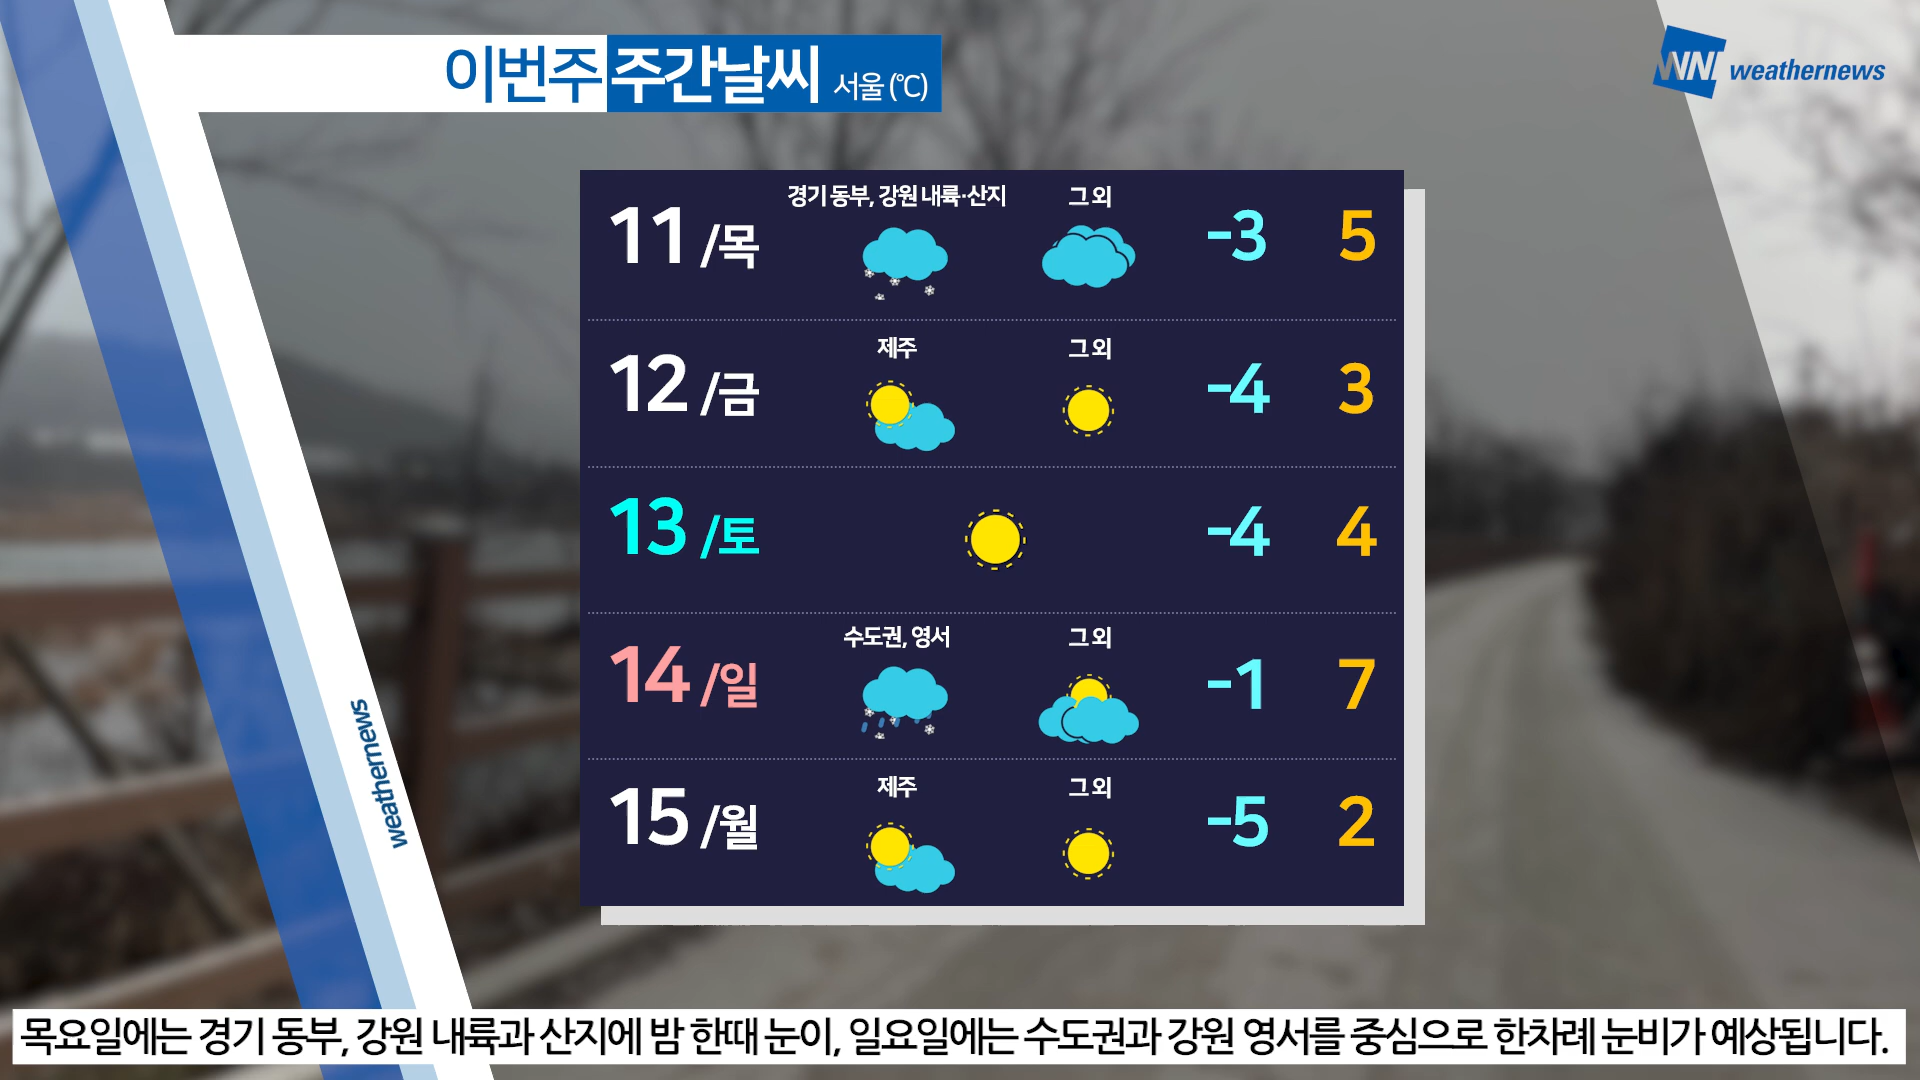 이번주 주간날씨 서울 (℃)
WNI weathernews
경기 동부, 강원 내륙·산지 그 외
11 /목 -3 5
제주 그 외
12 /금 -4 3
13 /토 -4 4
수도권, 영서 그 외
14 /일 -1 7
제주 그 외
15 /월 -5 2
weathernews
목요일에는 경기 동부, 강원 내륙과 산지에 밤 한때 눈이, 일요일에는 수도권과 강원 영서를 중심으로 한차례 눈비가 예상됩니다.